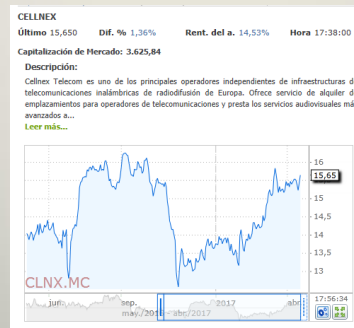 CELLNEX
Último 15,650 Dif. % 1,36% Rent. del a. 14,53% Hora 17:38:00
Capitalización de Mercado: 3.625,84
Descripción:
Cellnex Telecom es uno de los principales operadores independientes de infraestructuras d
telecomunicaciones inalámbricas de radiodifusión de Europa. Ofrece servicio de alquiler d
emplazamientos para operadores de telecomunicaciones y presta los servicios audiovisuales má
avanzados a...
Leer más...
16
15,65
15
14,5
14
13,5
13
CLNX.MC
jun. sep. 2017 abr
may./201 abr./2017
17:56:34